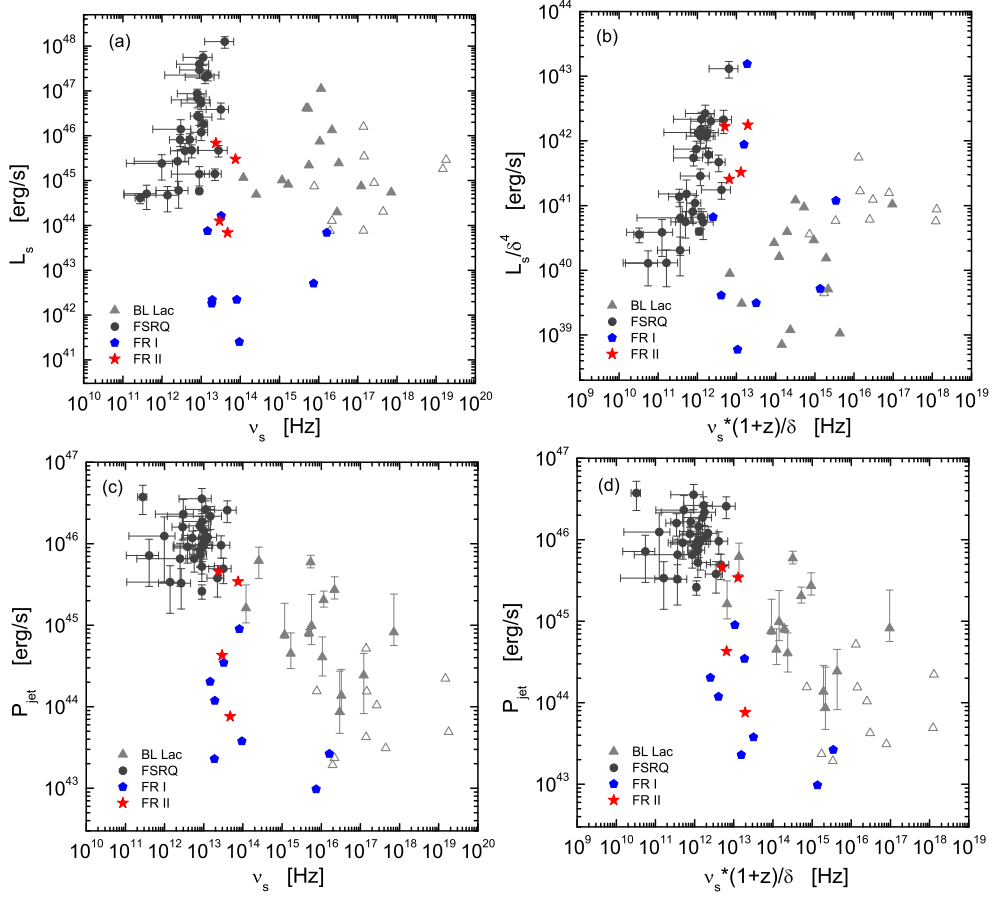 (a)
10^48
10^47
10^46
10^45
10^44
10^43
10^42
10^41
L_s [erg/s]
BL Lac
FSRQ
FR I
FR II
10^10 10^11 10^12 10^13 10^14 10^15 10^16 10^17 10^18 10^19 10^20
ν_s [Hz]
(b)
10^44
10^43
10^42
10^41
10^40
10^39
L_s/δ^4 [erg/s]
BL Lac
FSRQ
FR I
FR II
10^9 10^10 10^11 10^12 10^13 10^14 10^15 10^16 10^17 10^18 10^19
ν_s*(1+z)/δ [Hz]
(c)
10^47
10^46
10^45
10^44
10^43
P_jet [erg/s]
BL Lac
FSRQ
FR I
FR II
10^10 10^11 10^12 10^13 10^14 10^15 10^16 10^17 10^18 10^19 10^20
ν_s [Hz]
(d)
10^47
10^46
10^45
10^44
10^43
P_jet [erg/s]
BL Lac
FSRQ
FR I
FR II
10^9 10^10 10^11 10^12 10^13 10^14 10^15 10^16 10^17 10^18 10^19
ν_s*(1+z)/δ [Hz]